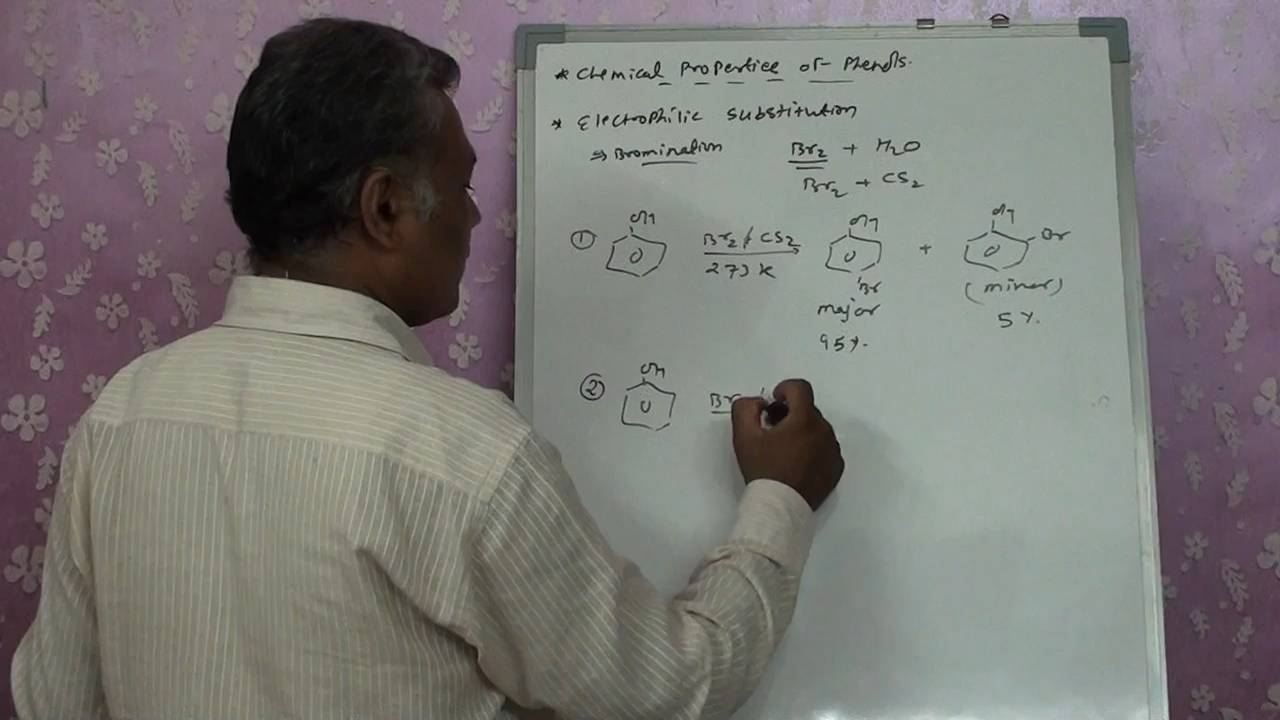 * Chemical Properties of Phenols.
* Electrophilic substitution
⇒ Bromination Br2 + H2O
Br2 + CS2
① OH Br2/CS2 OH + OH Br
273 K Br (minor)
major 5%.
95%.
② OH Br